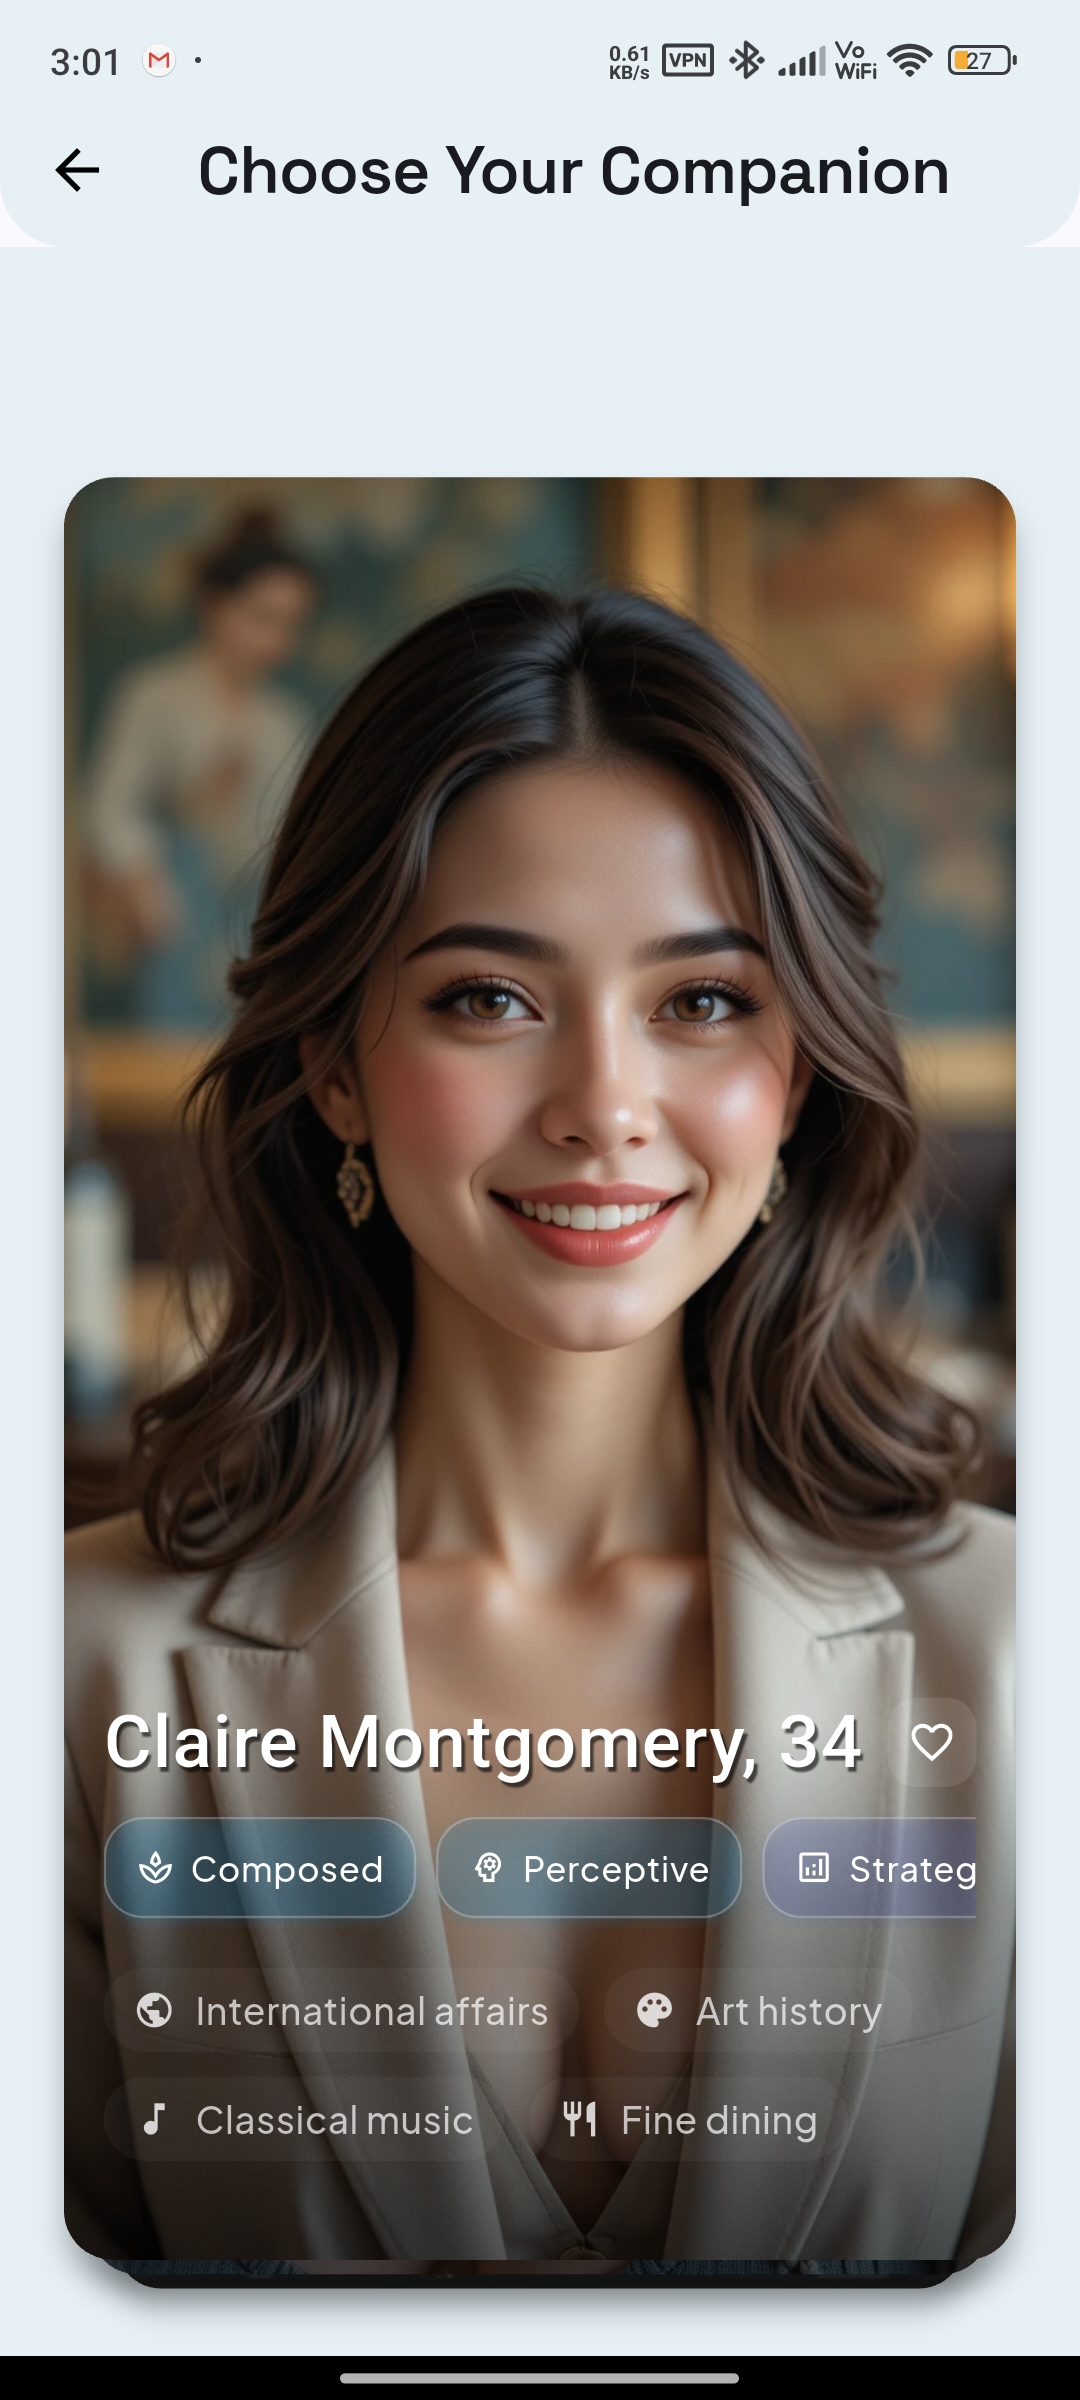 3:01
0.61
KB/s
VPN
Vo
WiFi
27
Choose Your Companion
Claire Montgomery, 34
Composed
Perceptive
Strateg
International affairs
Art history
Classical music
Fine dining